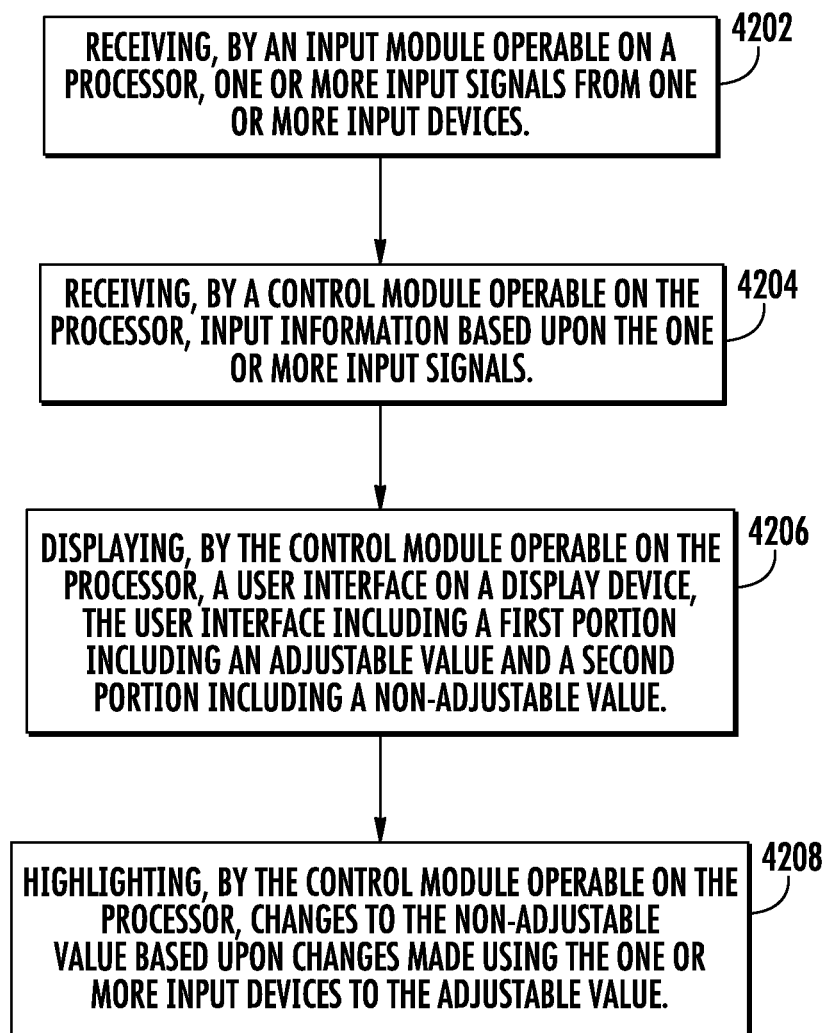 4202
RECEIVING, BY AN INPUT MODULE OPERABLE ON A
PROCESSOR, ONE OR MORE INPUT SIGNALS FROM ONE
OR MORE INPUT DEVICES.
4204
RECEIVING, BY A CONTROL MODULE OPERABLE ON THE
PROCESSOR, INPUT INFORMATION BASED UPON THE ONE
OR MORE INPUT SIGNALS.
4206
DISPLAYING, BY THE CONTROL MODULE OPERABLE ON THE
PROCESSOR, A USER INTERFACE ON A DISPLAY DEVICE,
THE USER INTERFACE INCLUDING A FIRST PORTION
INCLUDING AN ADJUSTABLE VALUE AND A SECOND
PORTION INCLUDING A NON-ADJUSTABLE VALUE.
4208
HIGHLIGHTING, BY THE CONTROL MODULE OPERABLE ON THE
PROCESSOR, CHANGES TO THE NON-ADJUSTABLE
VALUE BASED UPON CHANGES MADE USING THE ONE OR
MORE INPUT DEVICES TO THE ADJUSTABLE VALUE.